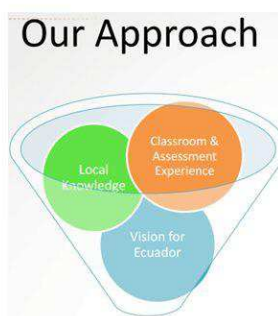 Our Approach
Classroom &
Assessment
Experience
Local
Knowledge
Vision for
Ecuador